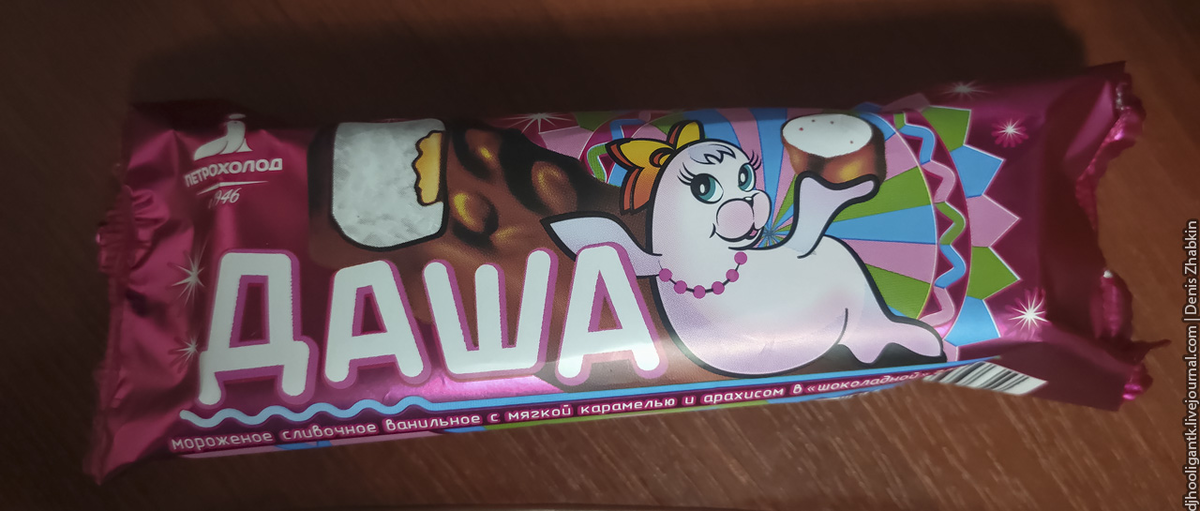 ПЕТРОХОЛОД
1946
ДАША
мороженое сливочное ванильное с мягкой карамелью и арахисом в «шоколадной»
djhooligantk.livejournal.com | Denis Zhabkin